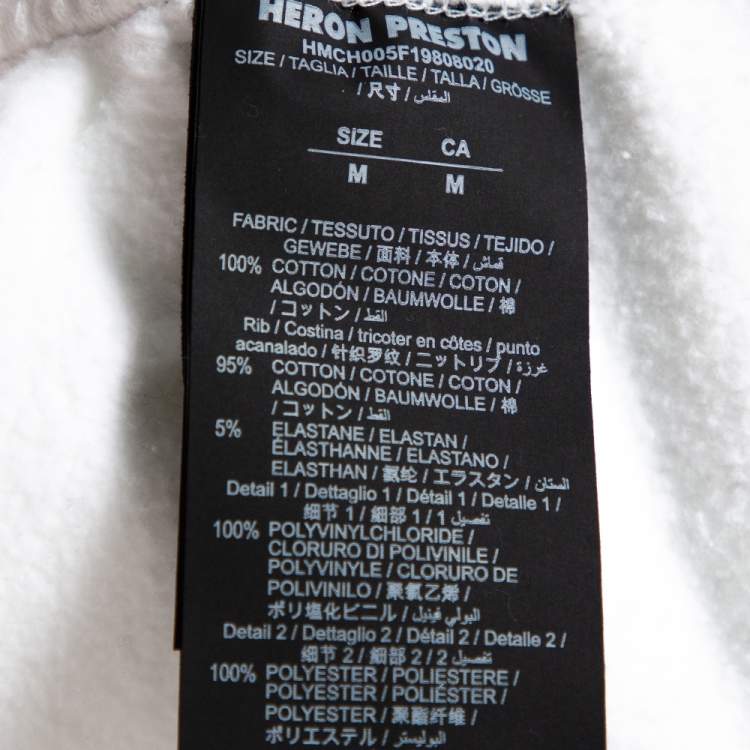 HERON PRESTON
HMCH005F19808020
SIZE / TAGLIA / TAILLE / TALLA / GRÖSSE
/ 尺寸 / المقاس
SIZE CA
M M
FABRIC / TESSUTO / TISSUS / TEJIDO /
GEWEBE / 面料 / 本体 / قماش
100% COTTON / COTONE / COTON /
ALGODÓN / BAUMWOLLE / 棉
/ コットン / القط
Rib / Costina / tricoter en côtes / punto
acanalado / 针织罗纹 / ニットリブ / غرزة
95% COTTON / COTONE / COTON /
ALGODÓN / BAUMWOLLE / 棉
/ コットン / القط
5% ELASTANE / ELASTAN /
ÉLASTHANNE / ELASTANO /
ELASTHAN / 氨纶 / エラスタン / الستان
Detail 1 / Dettaglio 1 / Détail 1 / Detalle 1 /
细节 1 / 細部 1 / تفصيل 1
100% POLYVINYLCHLORIDE /
CLORURO DI POLIVINILE /
POLYVINYLE / CLORURO DE
POLIVINILO / 聚氯乙烯 /
ポリ塩化ビニル / البولي فينيل
Detail 2 / Dettaglio 2 / Détail 2 / Detalle 2 /
细节 2 / 細部 2 / تفصيل 2
100% POLYESTER / POLIESTERE /
POLYESTER / POLIÉSTER /
POLYESTER / 聚酯纤维 /
ポリエステル / البوليستر